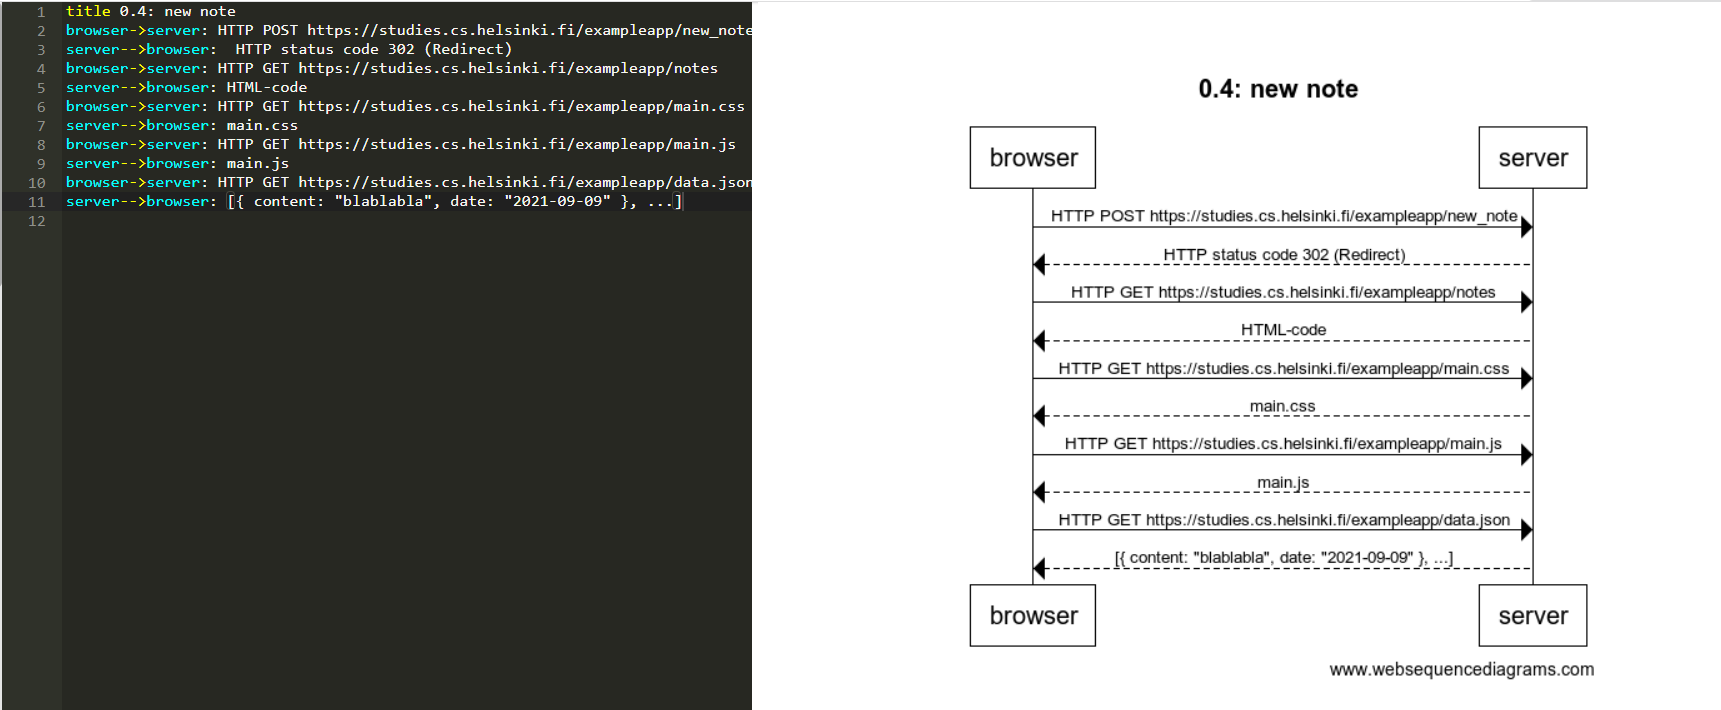 1 title 0.4: new note
2 browser->server: HTTP POST https://studies.cs.helsinki.fi/exampleapp/new_note
3 server-->browser:  HTTP status code 302 (Redirect)
4 browser->server: HTTP GET https://studies.cs.helsinki.fi/exampleapp/notes
5 server-->browser: HTML-code
6 browser->server: HTTP GET https://studies.cs.helsinki.fi/exampleapp/main.css
7 server-->browser: main.css
8 browser->server: HTTP GET https://studies.cs.helsinki.fi/exampleapp/main.js
9 server-->browser: main.js
10 browser->server: HTTP GET https://studies.cs.helsinki.fi/exampleapp/data.json
11 server-->browser: [{ content: "blablabla", date: "2021-09-09" }, ...]
12
0.4: new note
browser server
HTTP POST https://studies.cs.helsinki.fi/exampleapp/new_note
HTTP status code 302 (Redirect)
HTTP GET https://studies.cs.helsinki.fi/exampleapp/notes
HTML-code
HTTP GET https://studies.cs.helsinki.fi/exampleapp/main.css
main.css
HTTP GET https://studies.cs.helsinki.fi/exampleapp/main.js
main.js
HTTP GET https://studies.cs.helsinki.fi/exampleapp/data.json
[{ content: "blablabla", date: "2021-09-09" }, ...]
browser server
www.websequencediagrams.com